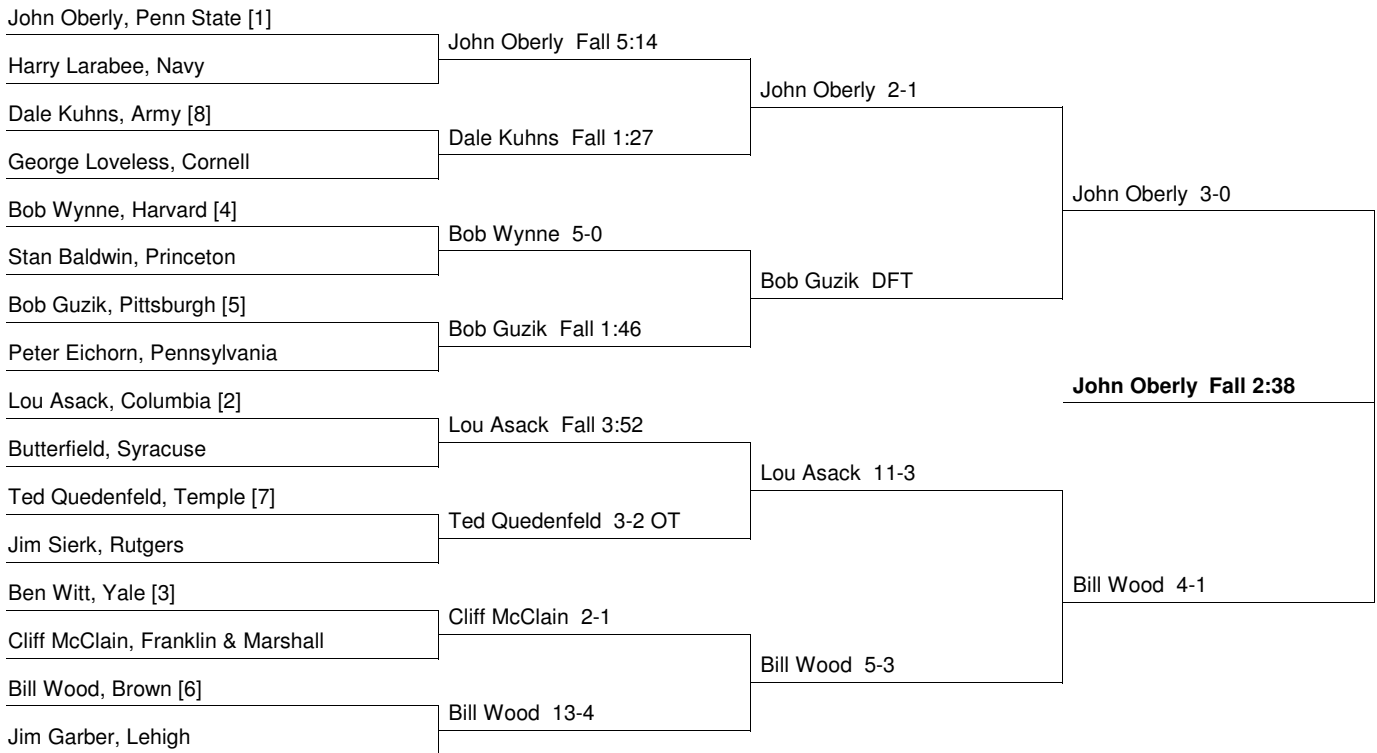 John Oberly, Penn State [1]
Harry Larabee, Navy
Dale Kuhns, Army [8]
George Loveless, Cornell
Bob Wynne, Harvard [4]
Stan Baldwin, Princeton
Bob Guzik, Pittsburgh [5]
Peter Eichorn, Pennsylvania
Lou Asack, Columbia [2]
Butterfield, Syracuse
Ted Quedenfeld, Temple [7]
Jim Sierk, Rutgers
Ben Witt, Yale [3]
Cliff McClain, Franklin & Marshall
Bill Wood, Brown [6]
Jim Garber, Lehigh
John Oberly Fall 5:14
Dale Kuhns Fall 1:27
Bob Wynne 5-0
Bob Guzik Fall 1:46
Lou Asack Fall 3:52
Ted Quedenfeld 3-2 OT
Cliff McClain 2-1
Bill Wood 13-4
John Oberly 2-1
Bob Guzik DFT
Lou Asack 11-3
Bill Wood 5-3
John Oberly 3-0
Bill Wood 4-1
John Oberly Fall 2:38